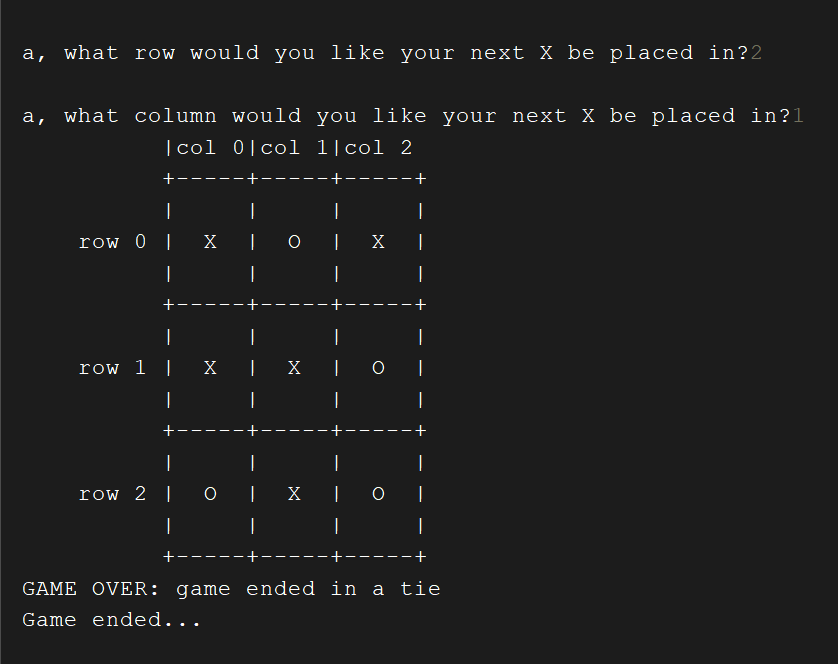 a, what row would you like your next X be placed in?2
a, what column would you like your next X be placed in?1
          |col 0|col 1|col 2
          +-----+-----+-----+
          |     |     |     |
    row 0 |  X  |  O  |  X  |
          |     |     |     |
          +-----+-----+-----+
          |     |     |     |
    row 1 |  X  |  X  |  O  |
          |     |     |     |
          +-----+-----+-----+
          |     |     |     |
    row 2 |  O  |  X  |  O  |
          |     |     |     |
          +-----+-----+-----+
GAME OVER: game ended in a tie
Game ended...